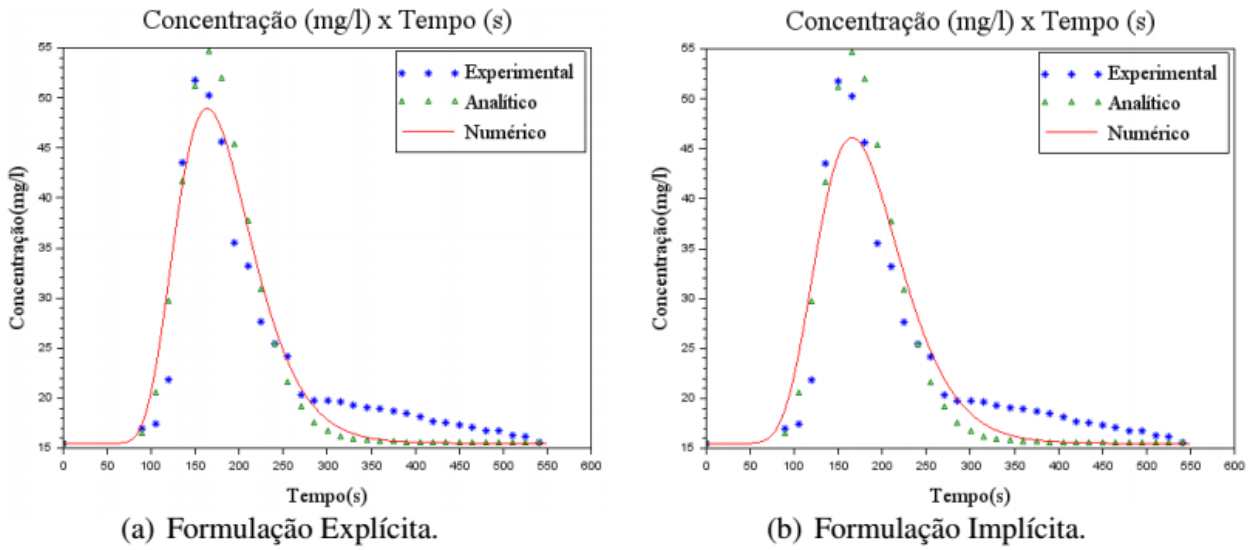 Concentração (mg/l) x Tempo (s)
55
50
45
40
35
30
25
20
15
Concentração(mg/l)
Experimental
Analítico
Numérico
0 50 100 150 200 250 300 350 400 450 500 550 600
Tempo(s)
(a) Formulação Explícita.
Concentração (mg/l) x Tempo (s)
55
50
45
40
35
30
25
20
15
Concentração(mg/l)
Experimental
Analítico
Numérico
0 50 100 150 200 250 300 350 400 450 500 550 600
Tempo(s)
(b) Formulação Implícita.